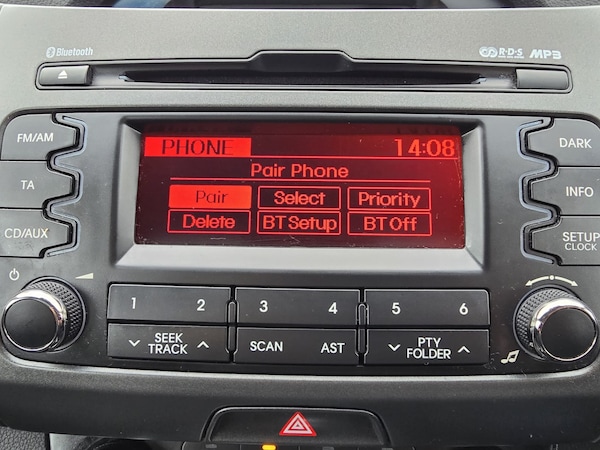 Bluetooth
R·D·S MP3
FM/AM
TA
CD/AUX
PHONE 14:08
Pair Phone
Pair Select Priority
Delete BT Setup BT Off
DARK
INFO
SETUP
CLOCK
1 2 3 4 5 6
SEEK
TRACK
SCAN AST
PTY
FOLDER